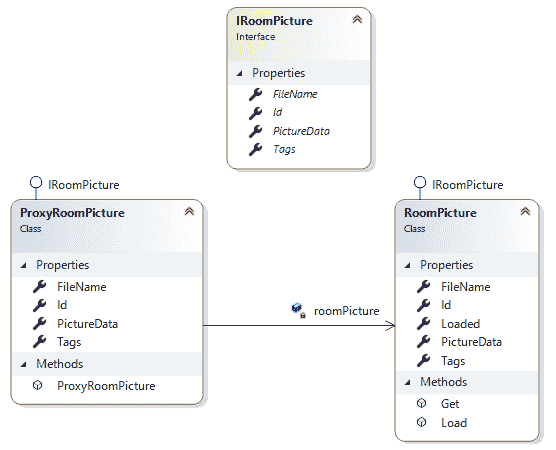 IRoomPicture
Interface
Properties
FileName
Id
PictureData
Tags
IRoomPicture
ProxyRoomPicture
Class
Properties
FileName
Id
PictureData
Tags
Methods
ProxyRoomPicture
roomPicture
IRoomPicture
RoomPicture
Class
Properties
FileName
Id
Loaded
PictureData
Tags
Methods
Get
Load